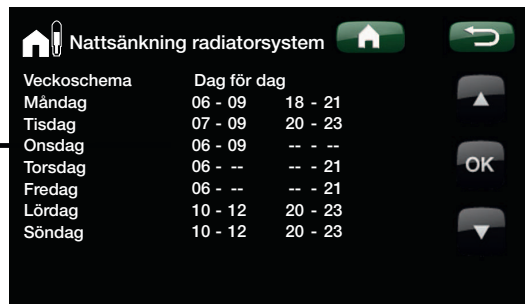 Nattsänkning radiatorsystem
Veckoschema Dag för dag
Måndag 06 - 09 18 - 21
Tisdag 07 - 09 20 - 23
Onsdag 06 - 09 -- - --
Torsdag 06 - -- -- - 21
Fredag 06 - -- -- - 21
Lördag 10 - 12 20 - 23
Söndag 10 - 12 20 - 23
OK